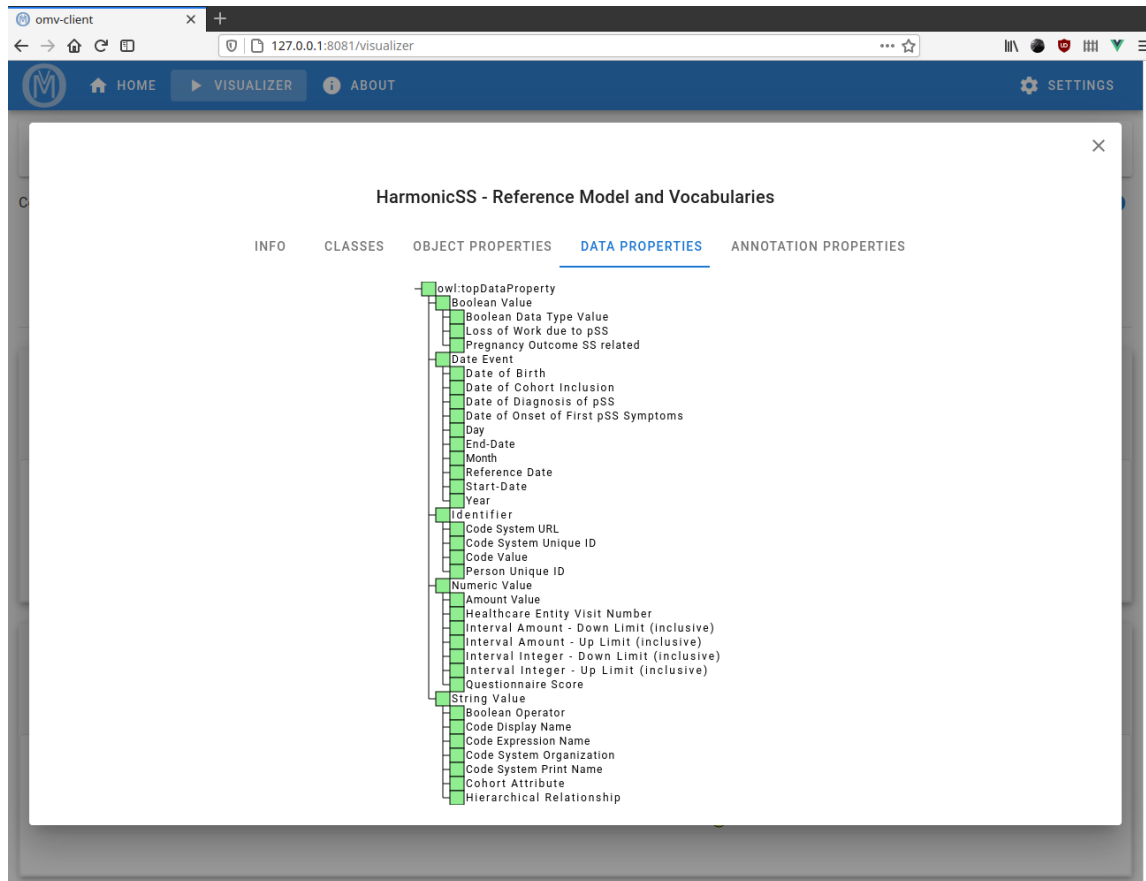 omv-client
127.0.0.1:8081/visualizer
HOME VISUALIZER ABOUT SETTINGS
HarmonicSS - Reference Model and Vocabularies
INFO CLASSES OBJECT PROPERTIES DATA PROPERTIES ANNOTATION PROPERTIES
owl:topDataProperty
Boolean Value
Boolean Data Type Value
Loss of Work due to pSS
Pregnancy Outcome SS related
Date Event
Date of Birth
Date of Cohort Inclusion
Date of Diagnosis of pSS
Date of Onset of First pSS Symptoms
Day
End-Date
Month
Reference Date
Start-Date
Year
Identifier
Code System URL
Code System Unique ID
Code Value
Person Unique ID
Numeric Value
Amount Value
Healthcare Entity Visit Number
Interval Amount - Down Limit (inclusive)
Interval Amount - Up Limit (inclusive)
Interval Integer - Down Limit (inclusive)
Interval Integer - Up Limit (inclusive)
Questionnaire Score
String Value
Boolean Operator
Code Display Name
Code Expression Name
Code System Organization
Code System Print Name
Cohort Attribute
Hierarchical Relationship